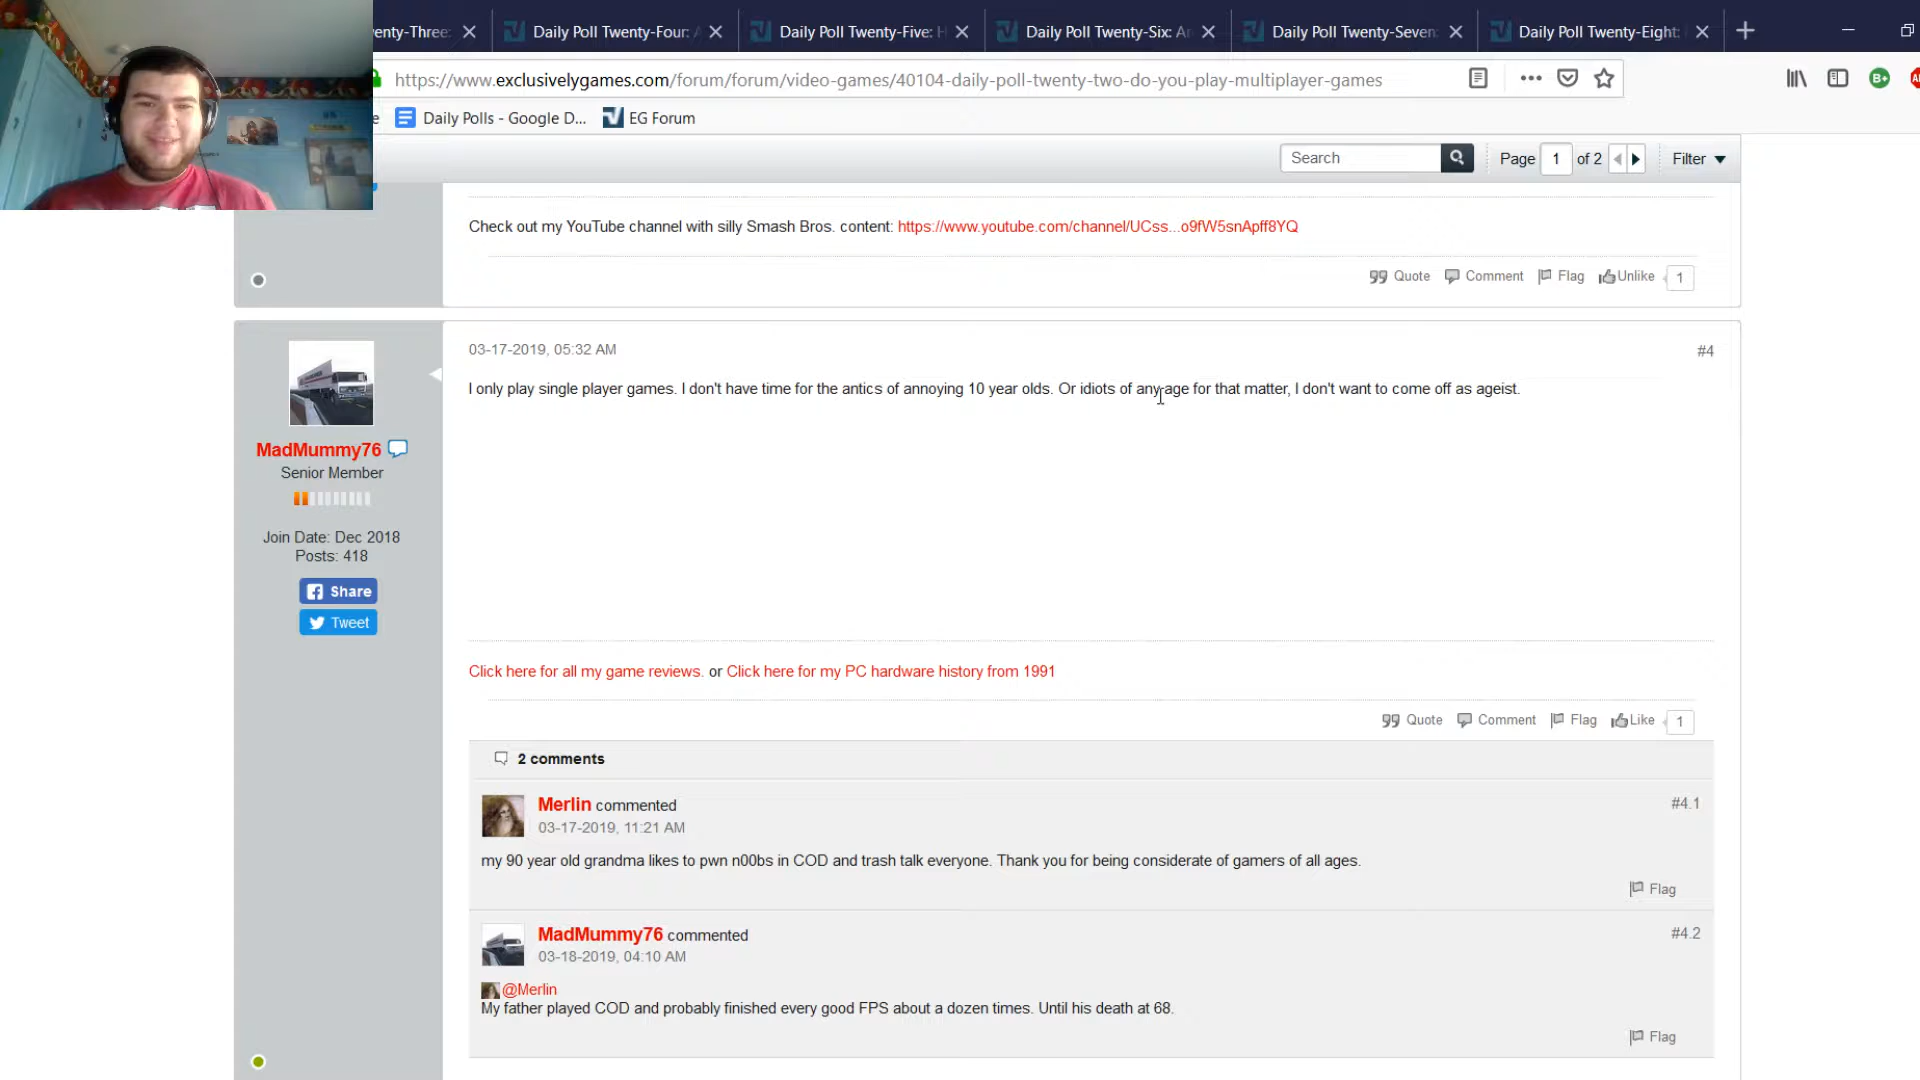 enty-Three:
Daily Poll Twenty-Four: A
Daily Poll Twenty-Five: H
Daily Poll Twenty-Six: Ar
Daily Poll Twenty-Seven:
Daily Poll Twenty-Eight:
https://www.exclusivelygames.com/forum/forum/video-games/40104-daily-poll-twenty-two-do-you-play-multiplayer-games
B+
e
Daily Polls - Google D...
EG Forum
Search
Page 1 of 2
Filter
Check out my YouTube channel with silly Smash Bros. content: https://www.youtube.com/channel/UCss...o9fW5snApff8YQ
Quote Comment Flag Unlike 1
03-17-2019, 05:32 AM
#4
I only play single player games. I don't have time for the antics of annoying 10 year olds. Or idiots of any age for that matter, I don't want to come off as ageist.
MadMummy76
Senior Member
Join Date: Dec 2018
Posts: 418
Share
Tweet
Click here for all my game reviews. or Click here for my PC hardware history from 1991
Quote Comment Flag Like 1
2 comments
Merlin commented
#4.1
03-17-2019, 11:21 AM
my 90 year old grandma likes to pwn n00bs in COD and trash talk everyone. Thank you for being considerate of gamers of all ages.
Flag
MadMummy76 commented
#4.2
03-18-2019, 04:10 AM
@Merlin
My father played COD and probably finished every good FPS about a dozen times. Until his death at 68.
Flag